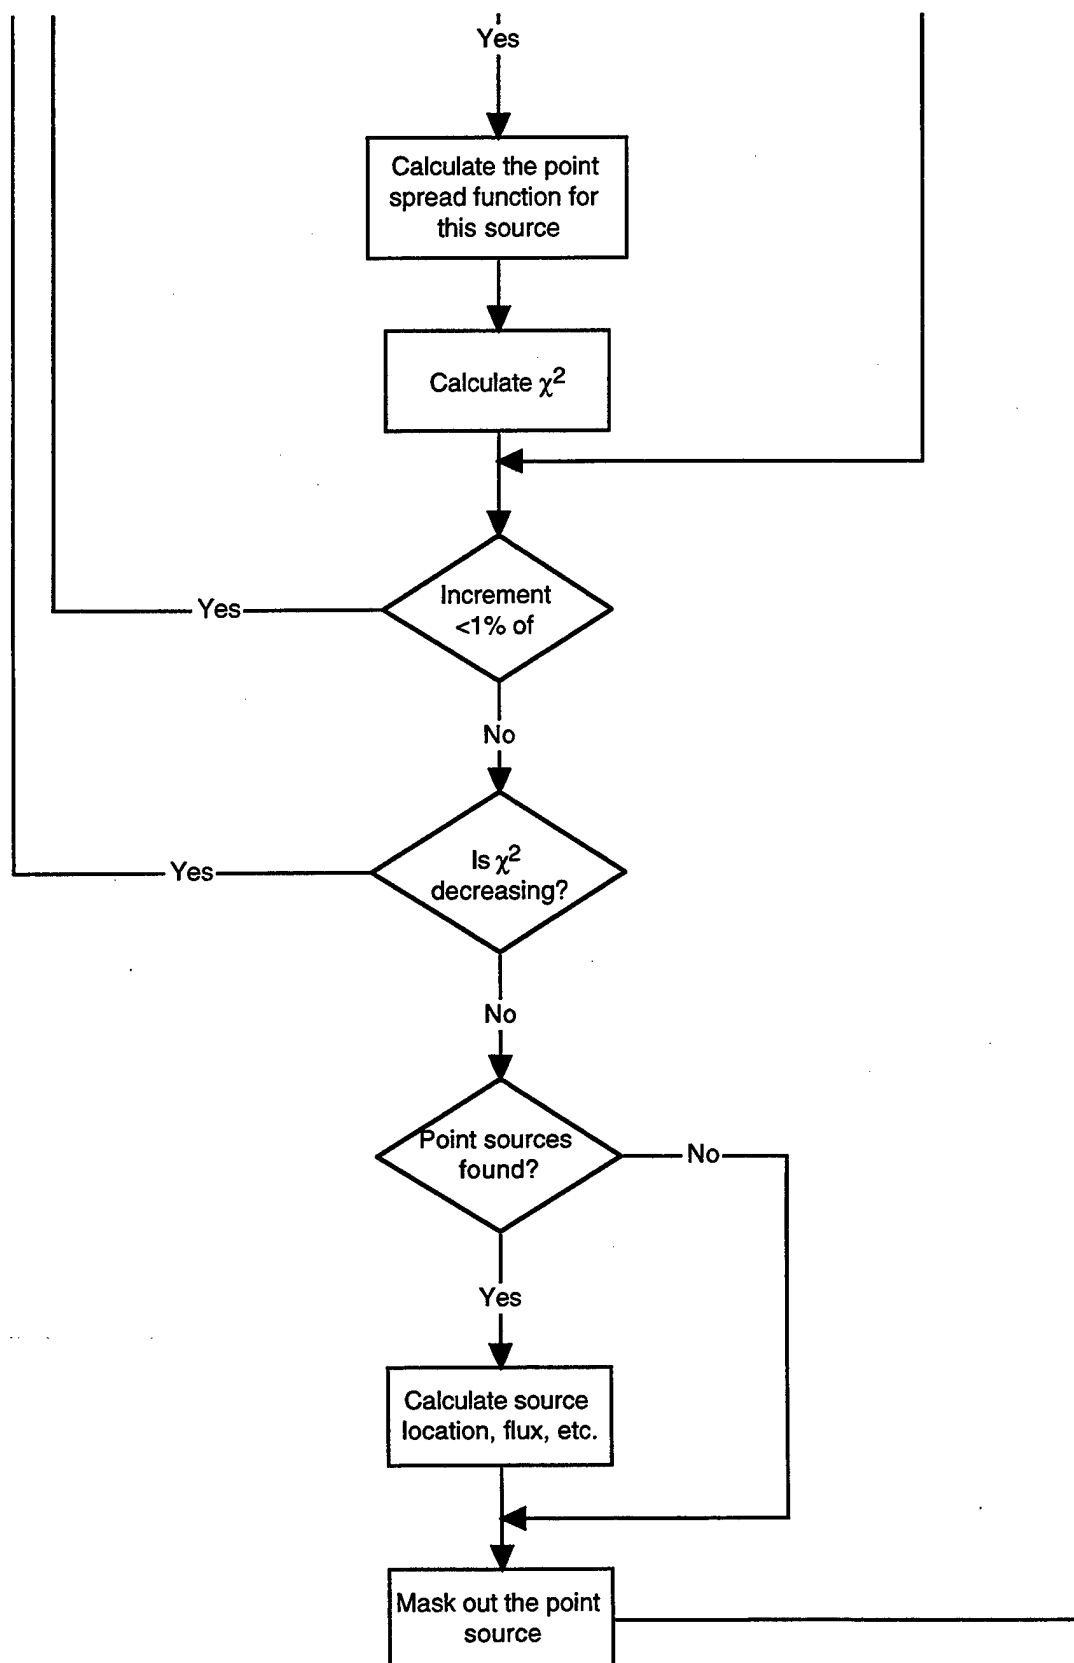 Yes
Calculate the point
spread function for
this source
Calculate χ²
Increment
<1% of
Yes
No
Is χ²
decreasing?
Yes
No
Point sources
found?
No
Yes
Calculate source
location, flux, etc.
Mask out the point
source